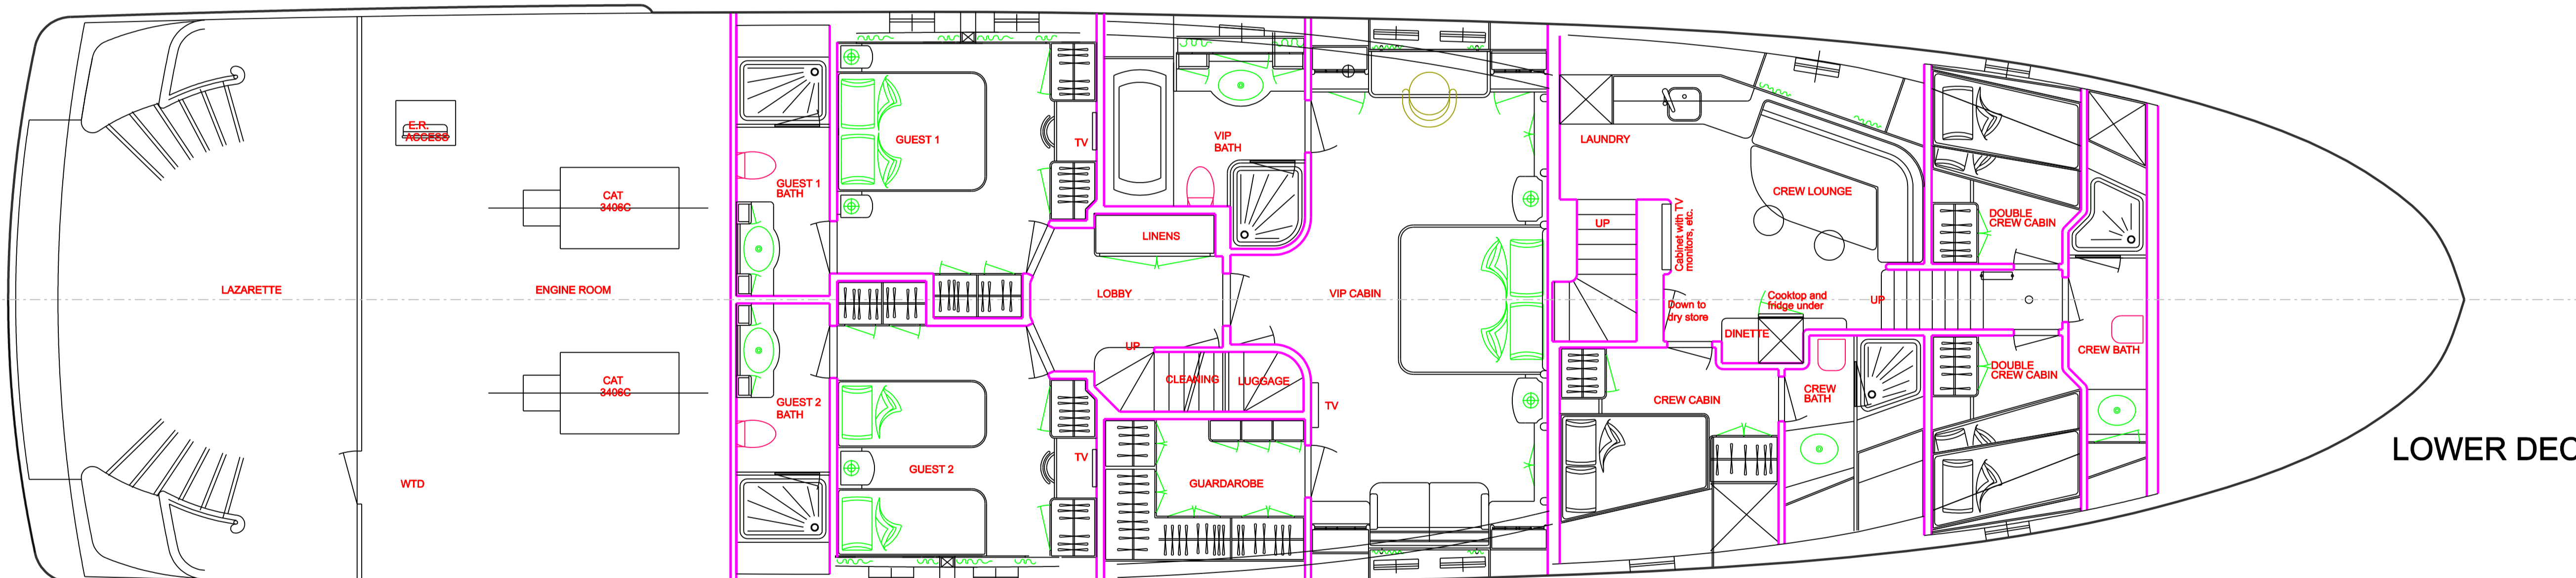 E.R.
ACCESS
CAT
3406C
LAZARETTE
ENGINE ROOM
CAT
3406C
WTD
GUEST 1
BATH
GUEST 2
BATH
GUEST 1
TV
GUEST 2
TV
VIP
BATH
LINENS
LOBBY
UP
CLEANING
LUGGAGE
GUARDAROBE
VIP CABIN
TV
LAUNDRY
UP
Cabinet with TV
monitors, etc.
CREW LOUNGE
Down to
dry store
Cooktop and
fridge under
DINETTE
UP
CREW CABIN
CREW
BATH
DOUBLE
CREW CABIN
DOUBLE
CREW CABIN
CREW BATH
LOWER DEC